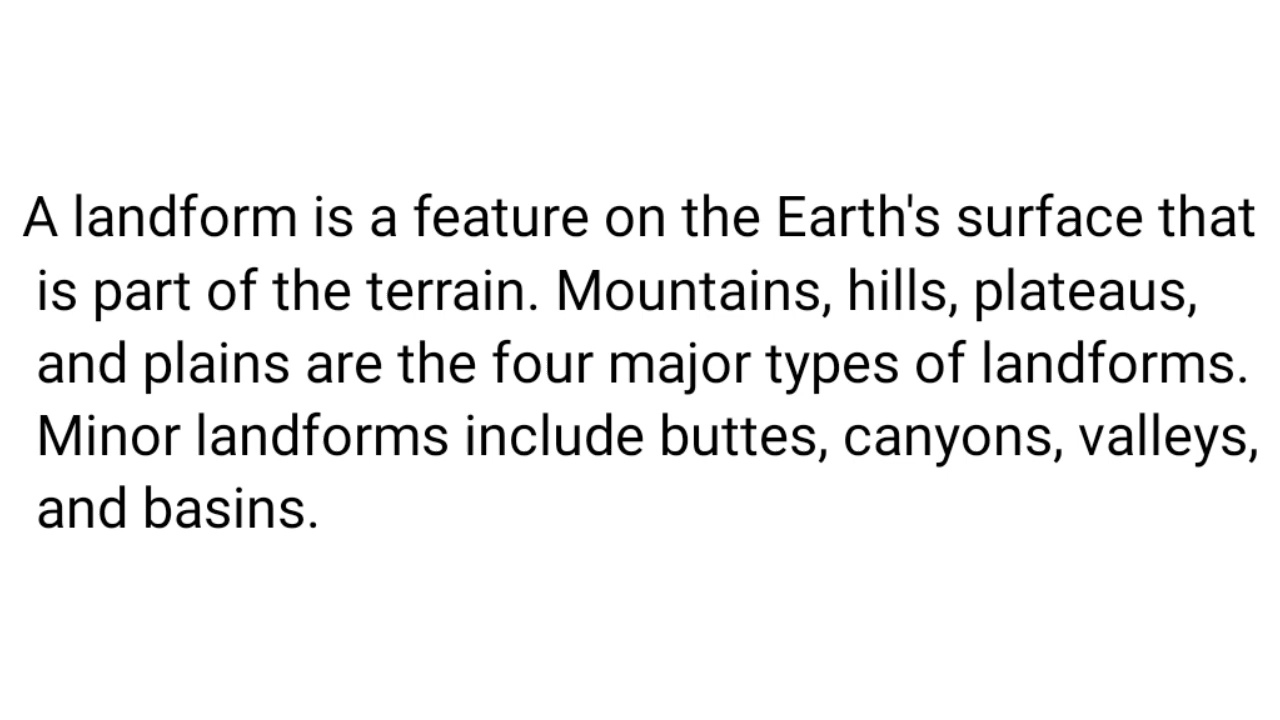 A landform is a feature on the Earth's surface that
is part of the terrain. Mountains, hills, plateaus,
and plains are the four major types of landforms.
Minor landforms include buttes, canyons, valleys,
and basins.